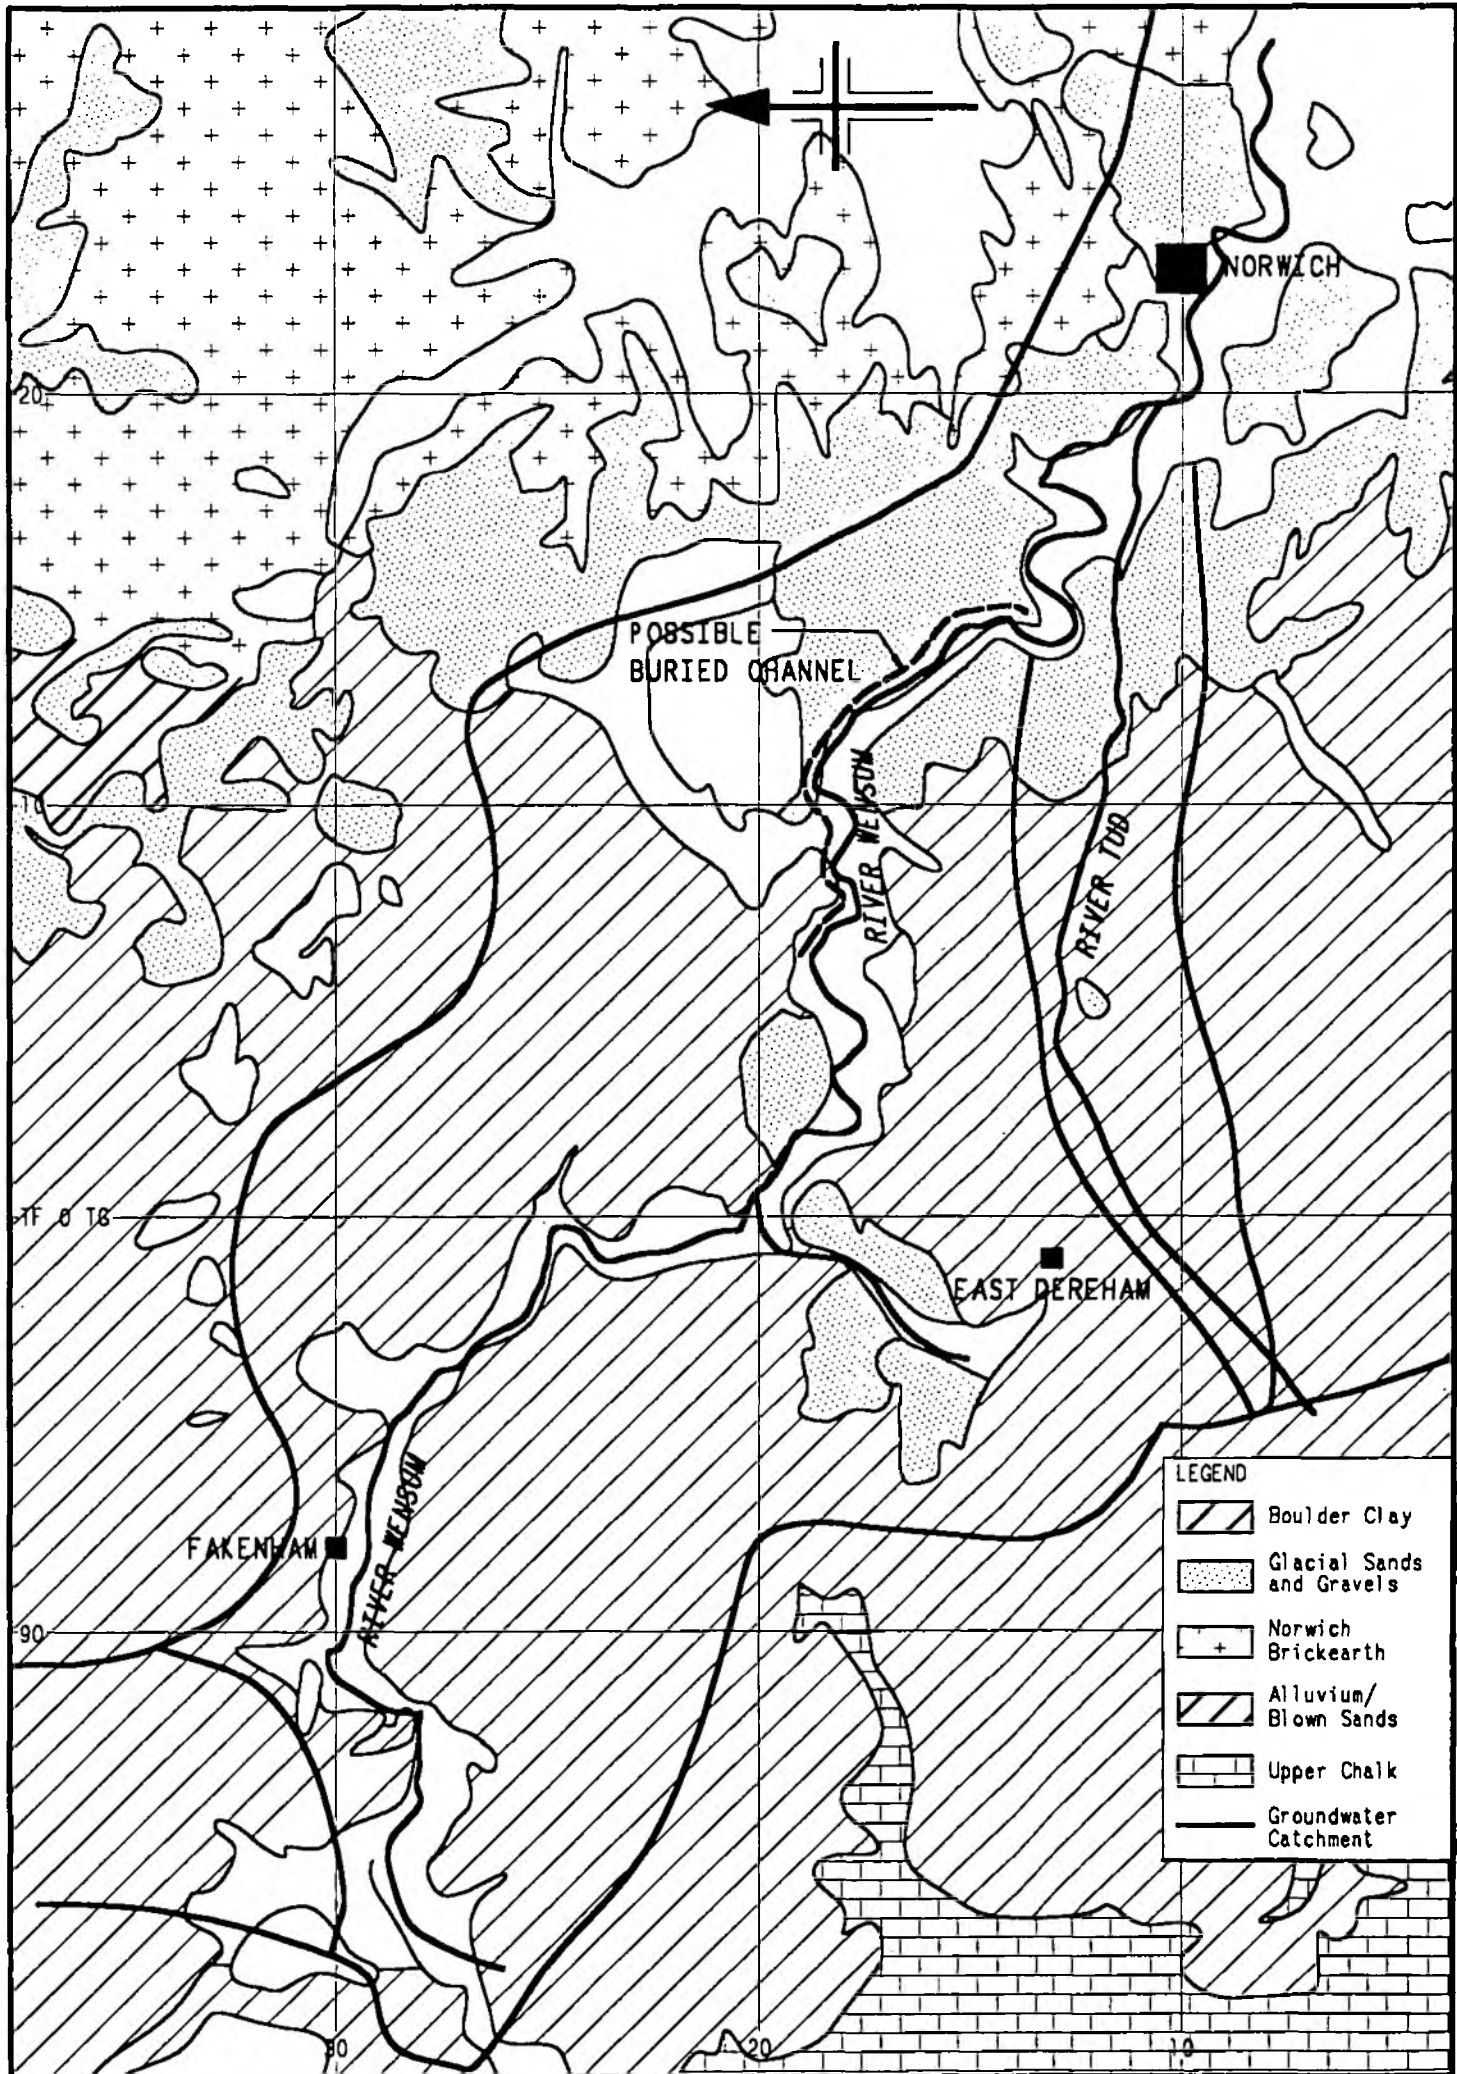 NORWICH
20
POSSIBLE
BURIED CHANNEL
10
RIVER WENSUM
RIVER TUD
TF 0 TG
EAST DEREHAM
RIVER WENSUM
FAKENHAM
90
LEGEND
Boulder Clay
Glacial Sands
and Gravels
Norwich
Brickearth
Alluvium/
Blown Sands
Upper Chalk
Groundwater
Catchment
30
20
10